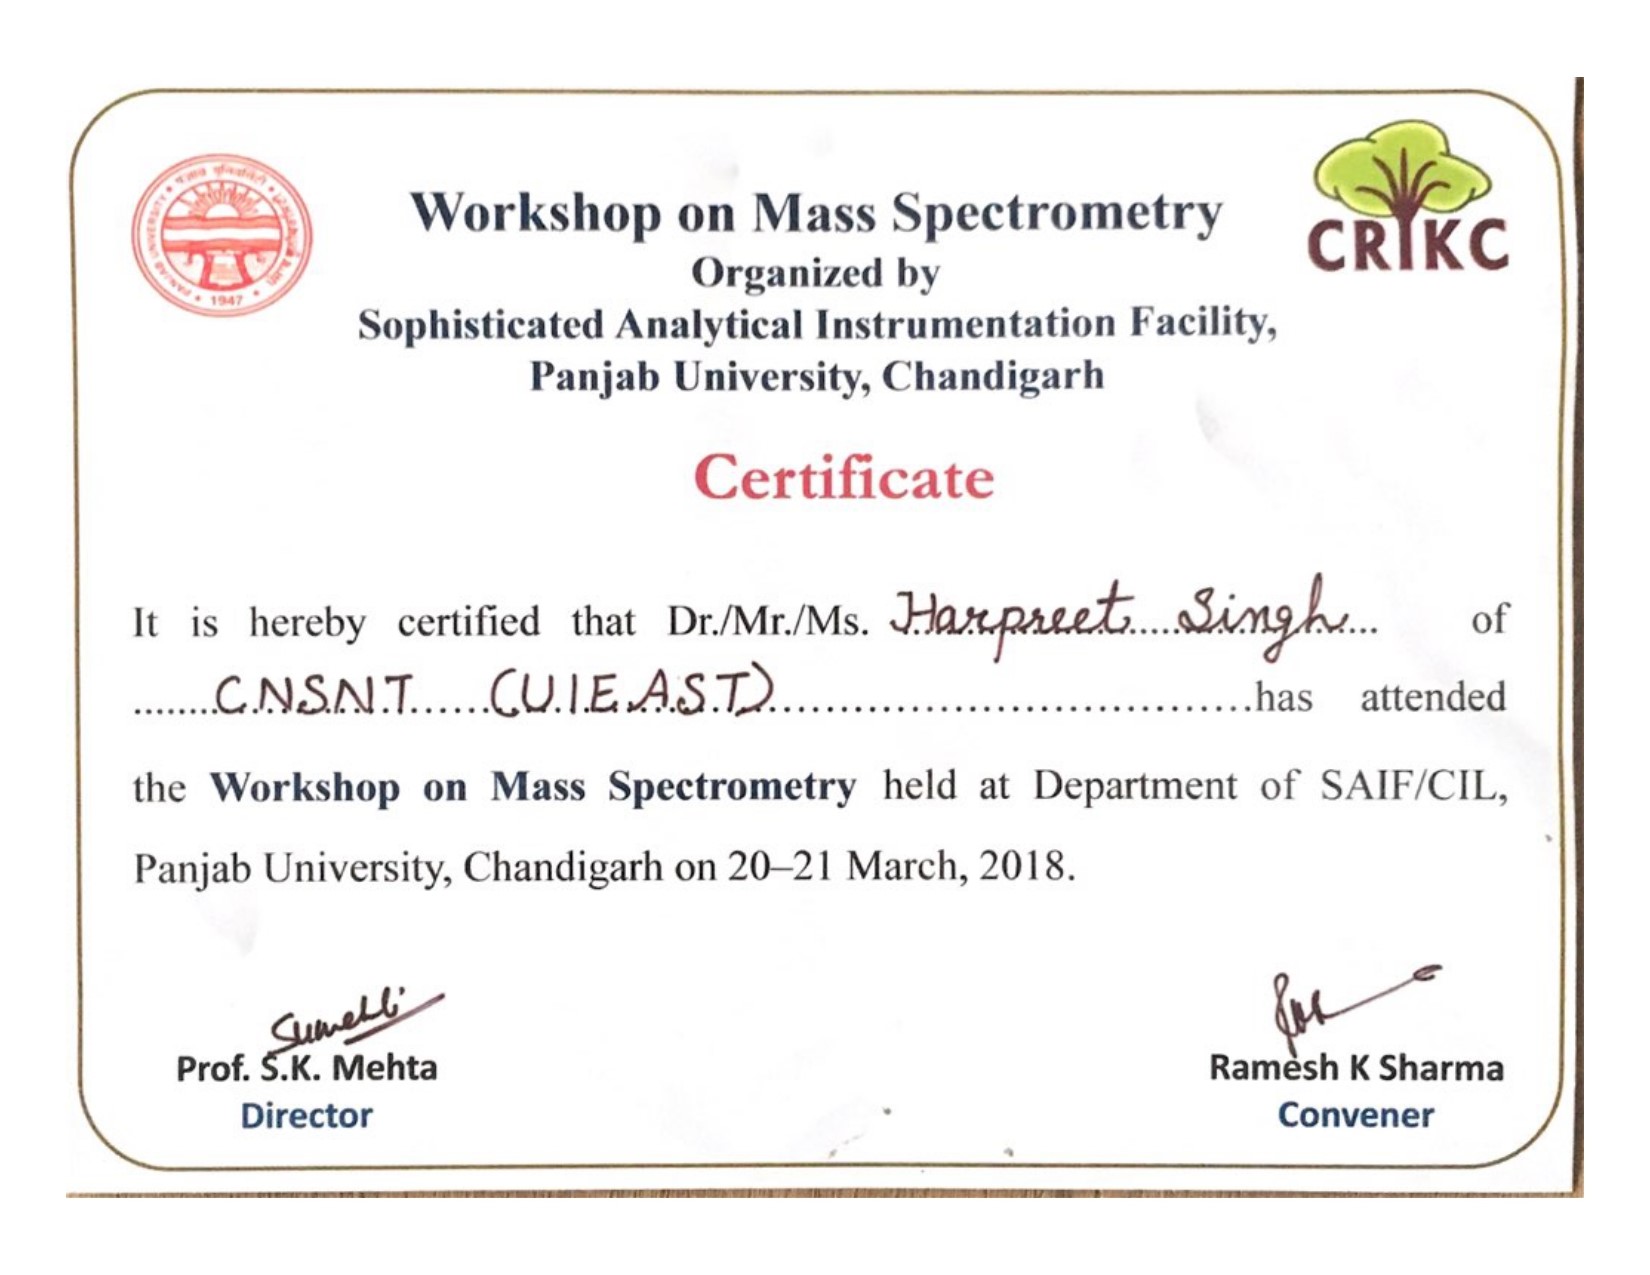 Workshop on Mass Spectrometry
Organized by
Sophisticated Analytical Instrumentation Facility,
Panjab University, Chandigarh
1947
CRIKC
Certificate
It is hereby certified that Dr./Mr./Ms. Harpreet Singh of
CNSNT (UIEAST) has attended
the Workshop on Mass Spectrometry held at Department of SAIF/CIL,
Panjab University, Chandigarh on 20–21 March, 2018.
Prof. S.K. Mehta
Director
Ramesh K Sharma
Convener